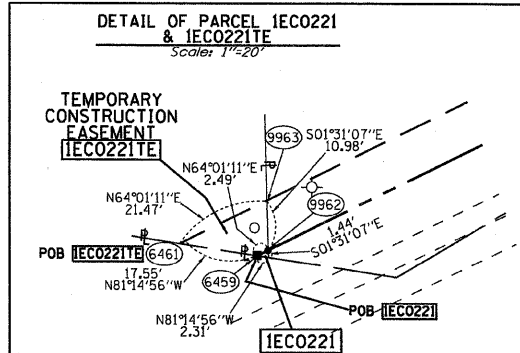 DETAIL OF PARCEL 1ECO221
& 1ECO221TE
Scale: 1"=20'
TEMPORARY
CONSTRUCTION
EASEMENT
1ECO221TE
9963
S01°31'07"E
10.98'
N64°01'11"E
2.49'
N64°01'11"E
21.47'
9962
1.44'
S01°31'07"E
POB 1ECO221TE
6461
17.55'
N81°14'56"W
6459
N81°14'56"W
2.31'
POB 1ECO221
1ECO221